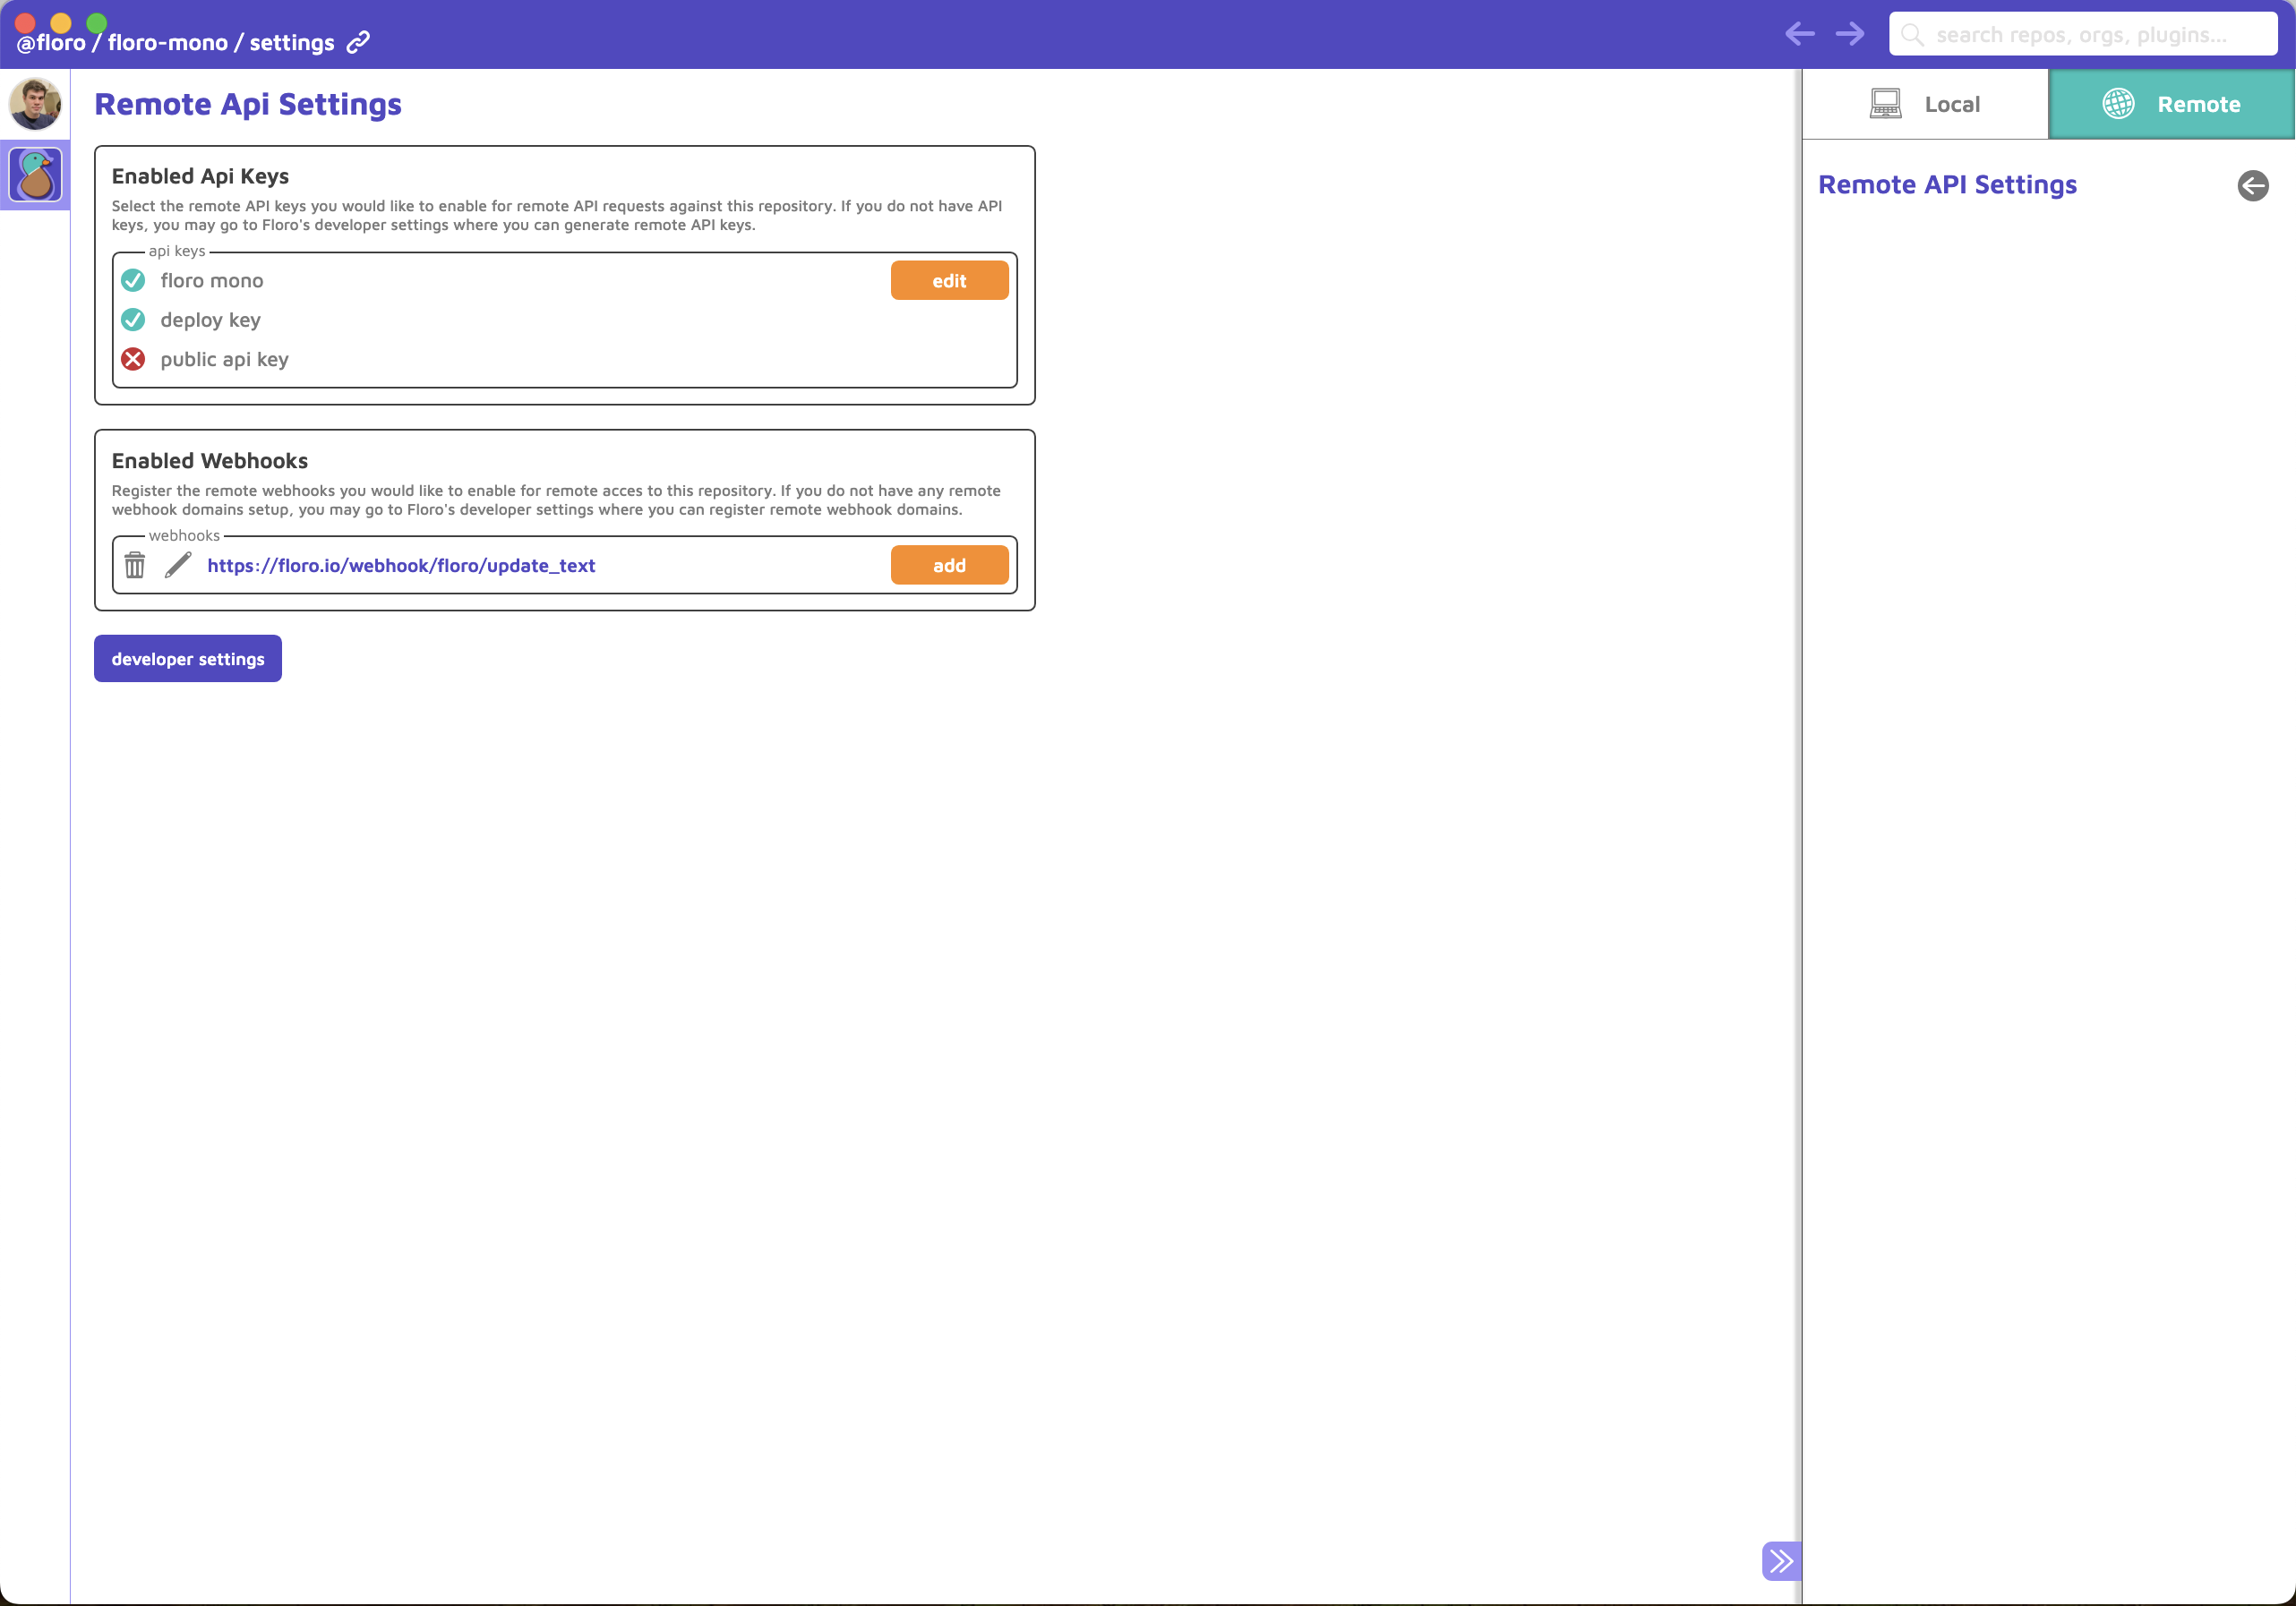 @floro / floro-mono / settings
search repos, orgs, plugins...
Remote Api Settings
Enabled Api Keys
Select the remote API keys you would like to enable for remote API requests against this repository. If you do not have API
keys, you may go to Floro's developer settings where you can generate remote API keys.
api keys
floro mono
edit
deploy key
public api key
Enabled Webhooks
Register the remote webhooks you would like to enable for remote acces to this repository. If you do not have any remote
webhook domains setup, you may go to Floro's developer settings where you can register remote webhook domains.
webhooks
https://floro.io/webhook/floro/update_text
add
developer settings
Local
Remote
Remote API Settings